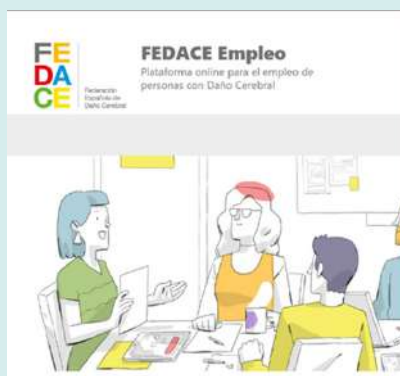 FE
DA
CE
Federación
Española de
Daño Cerebral
FEDACE Empleo
Plataforma online para el empleo de
personas con Daño Cerebral